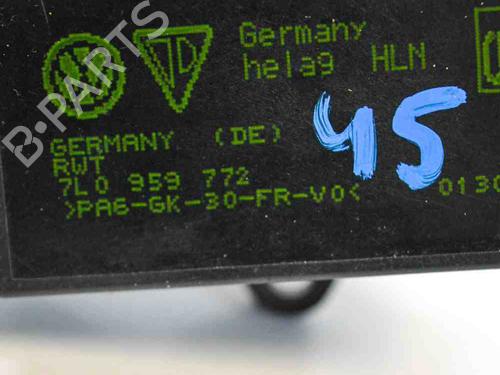 Germany
helag HLN
45
GERMANY (DE)
RWT
7L0 959 772
>PA6-GK-30-FR-V0<
0130
B-PARTS